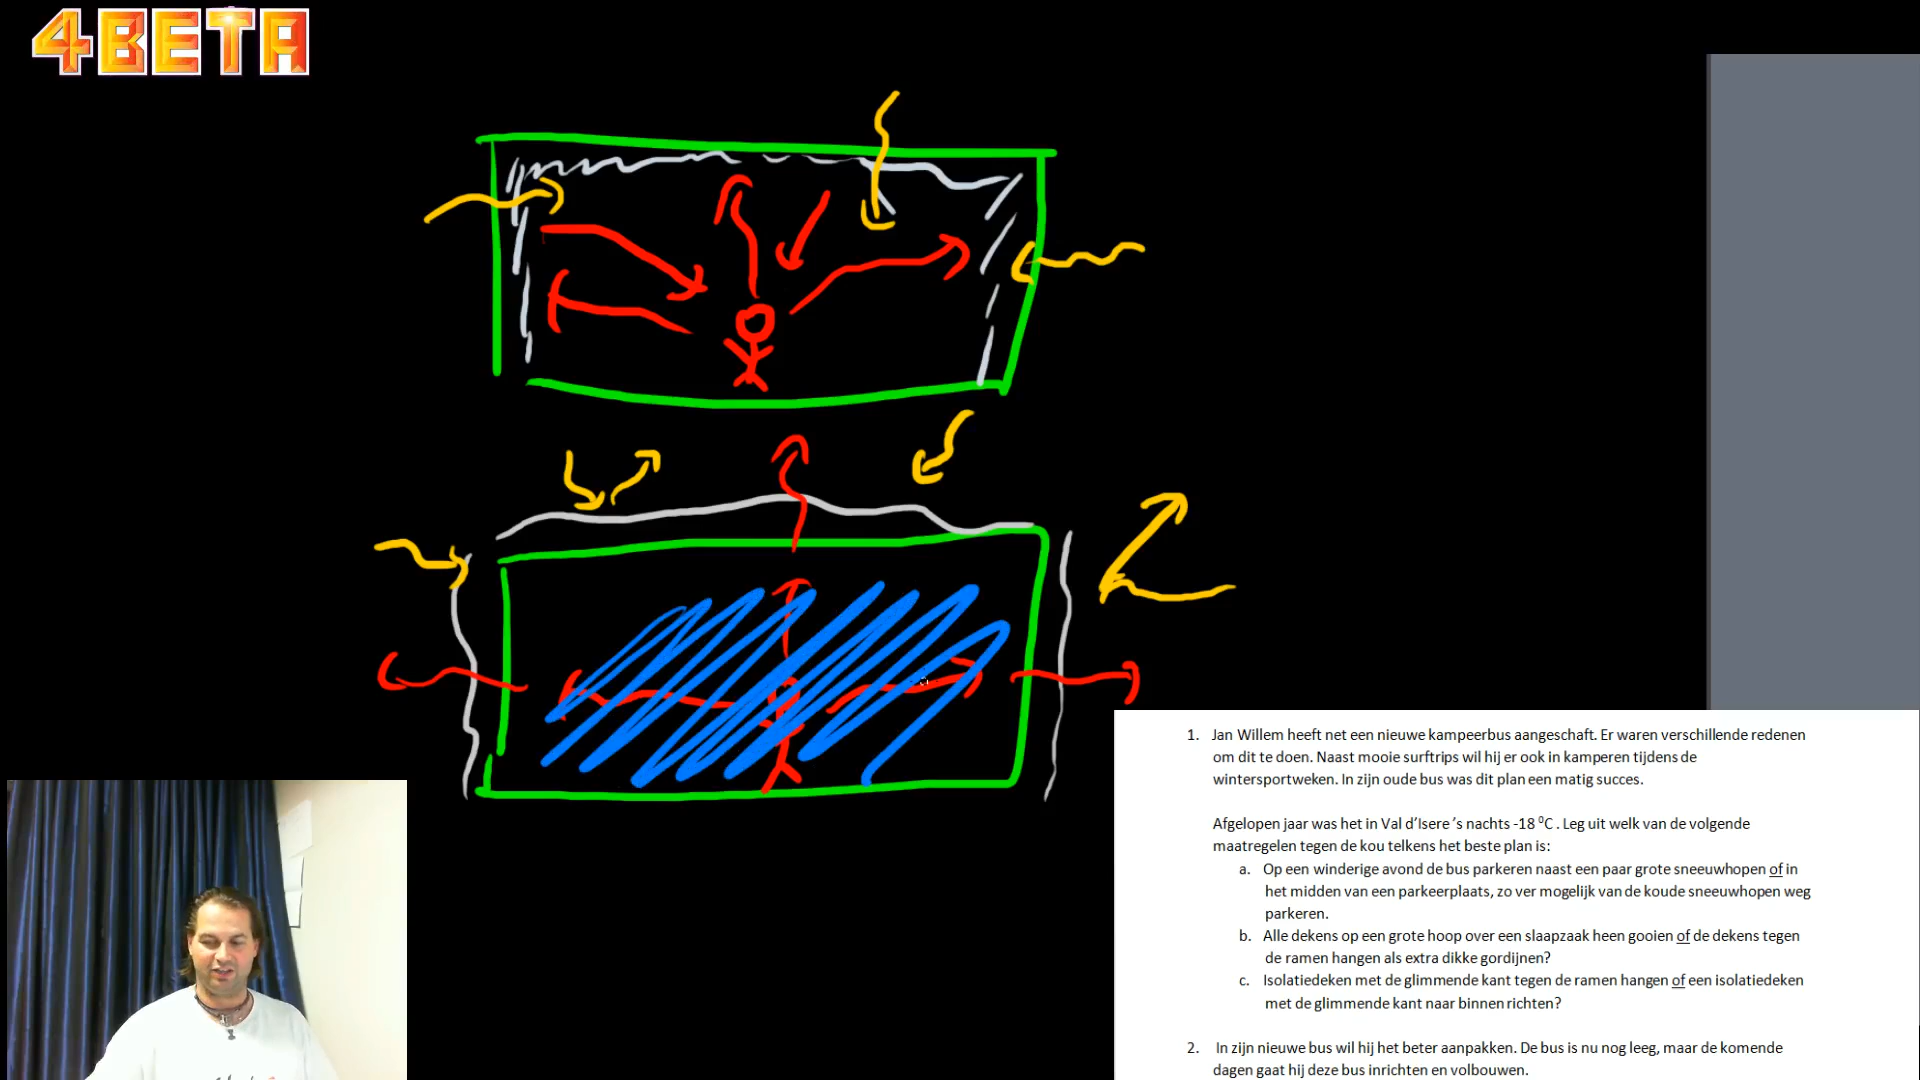 4BETA
1. Jan Willem heeft net een nieuwe kampeerbus aangeschaft. Er waren verschillende redenen
om dit te doen. Naast mooie surftrips wil hij er ook in kamperen tijdens de
wintersportweken. In zijn oude bus was dit plan een matig succes.
Afgelopen jaar was het in Val d'Isere 's nachts -18 ⁰C . Leg uit welk van de volgende
maatregelen tegen de kou telkens het beste plan is:
a. Op een winderige avond de bus parkeren naast een paar grote sneeuwhopen of in
het midden van een parkeerplaats, zo ver mogelijk van de koude sneeuwhopen weg
parkeren.
b. Alle dekens op een grote hoop over een slaapzak heen gooien of de dekens tegen
de ramen hangen als extra dikke gordijnen?
c. Isolatiedeken met de glimmende kant tegen de ramen hangen of een isolatiedeken
met de glimmende kant naar binnen richten?
2. In zijn nieuwe bus wil hij het beter aanpakken. De bus is nu nog leeg, maar de komende
dagen gaat hij deze bus inrichten en volbouwen.